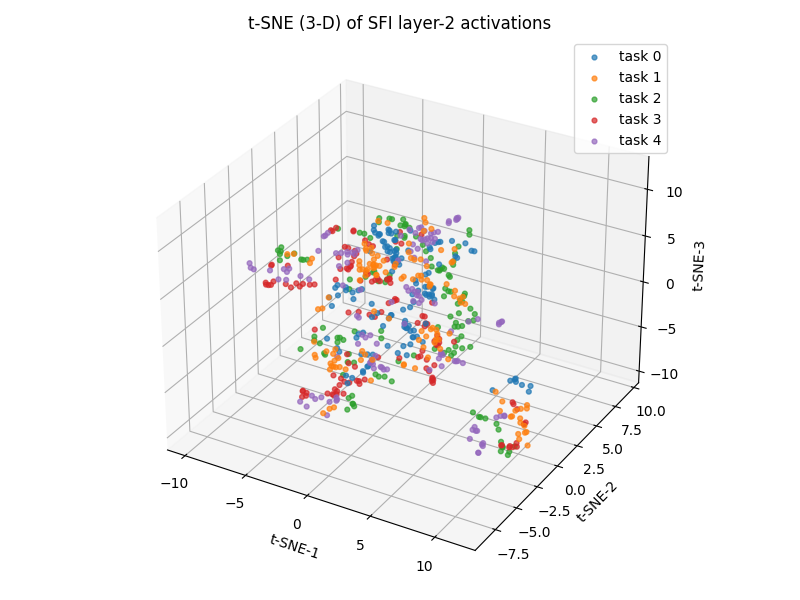 t-SNE (3-D) of SFI layer-2 activations
task 0
task 1
task 2
task 3
task 4
10
5
0
−5
−10
t-SNE-3
10.0
7.5
5.0
2.5
0.0
−2.5
−5.0
−7.5
t-SNE-2
−10
−5
0
5
10
t-SNE-1